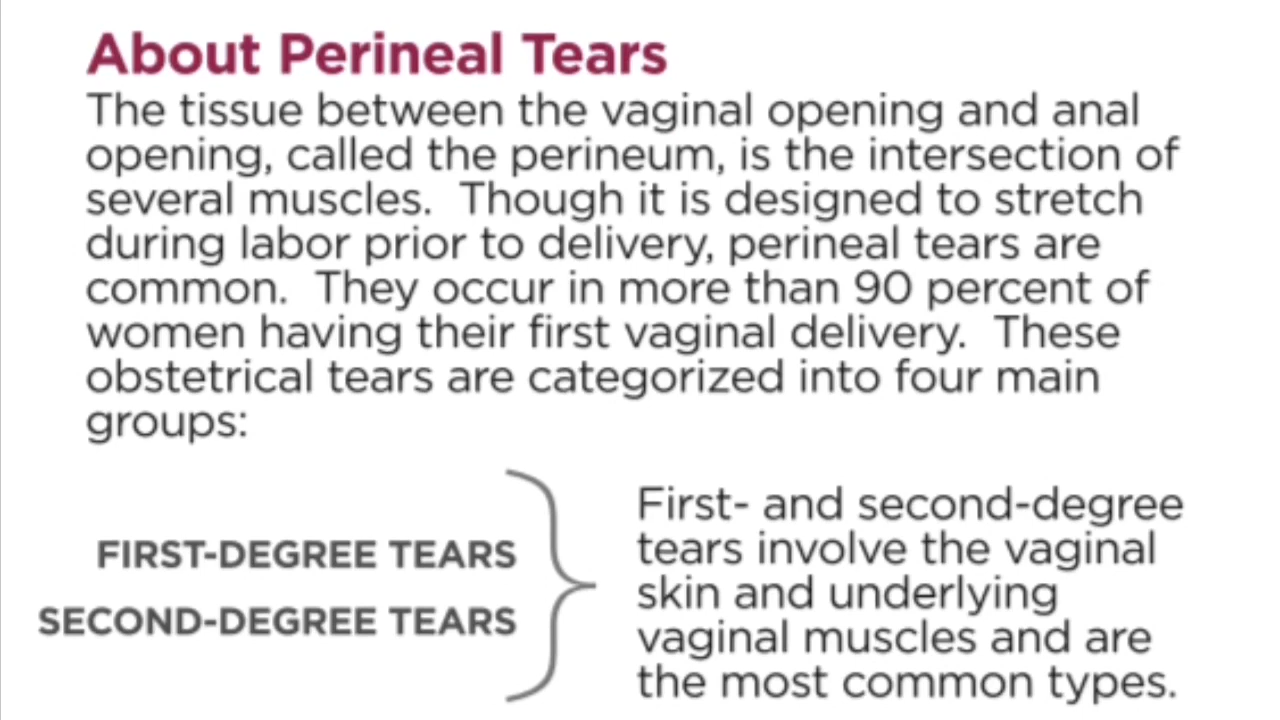 About Perineal Tears
The tissue between the vaginal opening and anal
opening, called the perineum, is the intersection of
several muscles.  Though it is designed to stretch
during labor prior to delivery, perineal tears are
common.  They occur in more than 90 percent of
women having their first vaginal delivery.  These
obstetrical tears are categorized into four main
groups:
FIRST-DEGREE TEARS
SECOND-DEGREE TEARS
First- and second-degree
tears involve the vaginal
skin and underlying
vaginal muscles and are
the most common types.